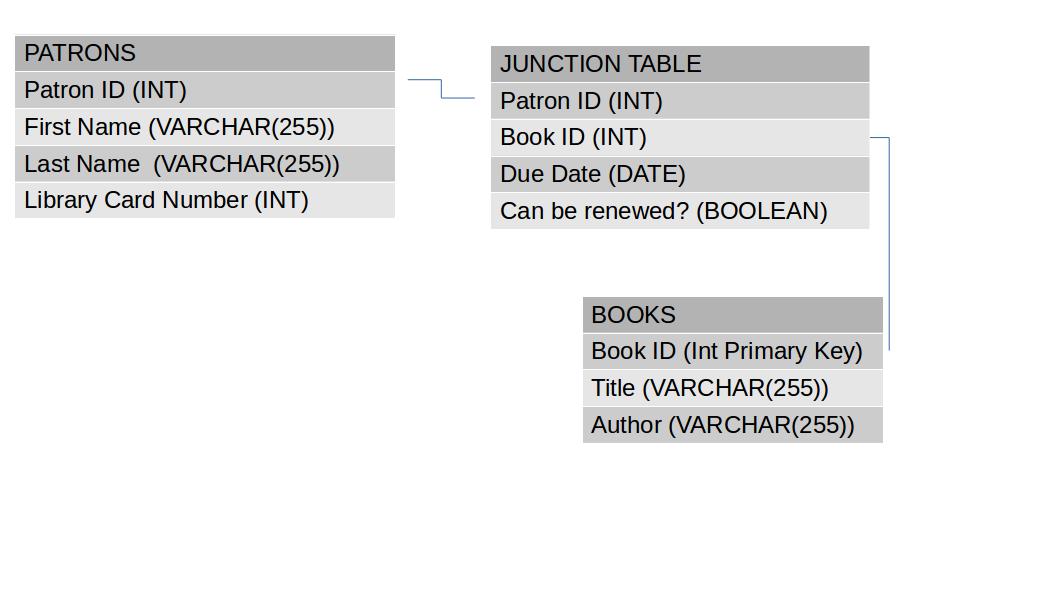 PATRONS
Patron ID (INT)
First Name (VARCHAR(255))
Last Name  (VARCHAR(255))
Library Card Number (INT)
JUNCTION TABLE
Patron ID (INT)
Book ID (INT)
Due Date (DATE)
Can be renewed? (BOOLEAN)
BOOKS
Book ID (Int Primary Key)
Title (VARCHAR(255))
Author (VARCHAR(255))